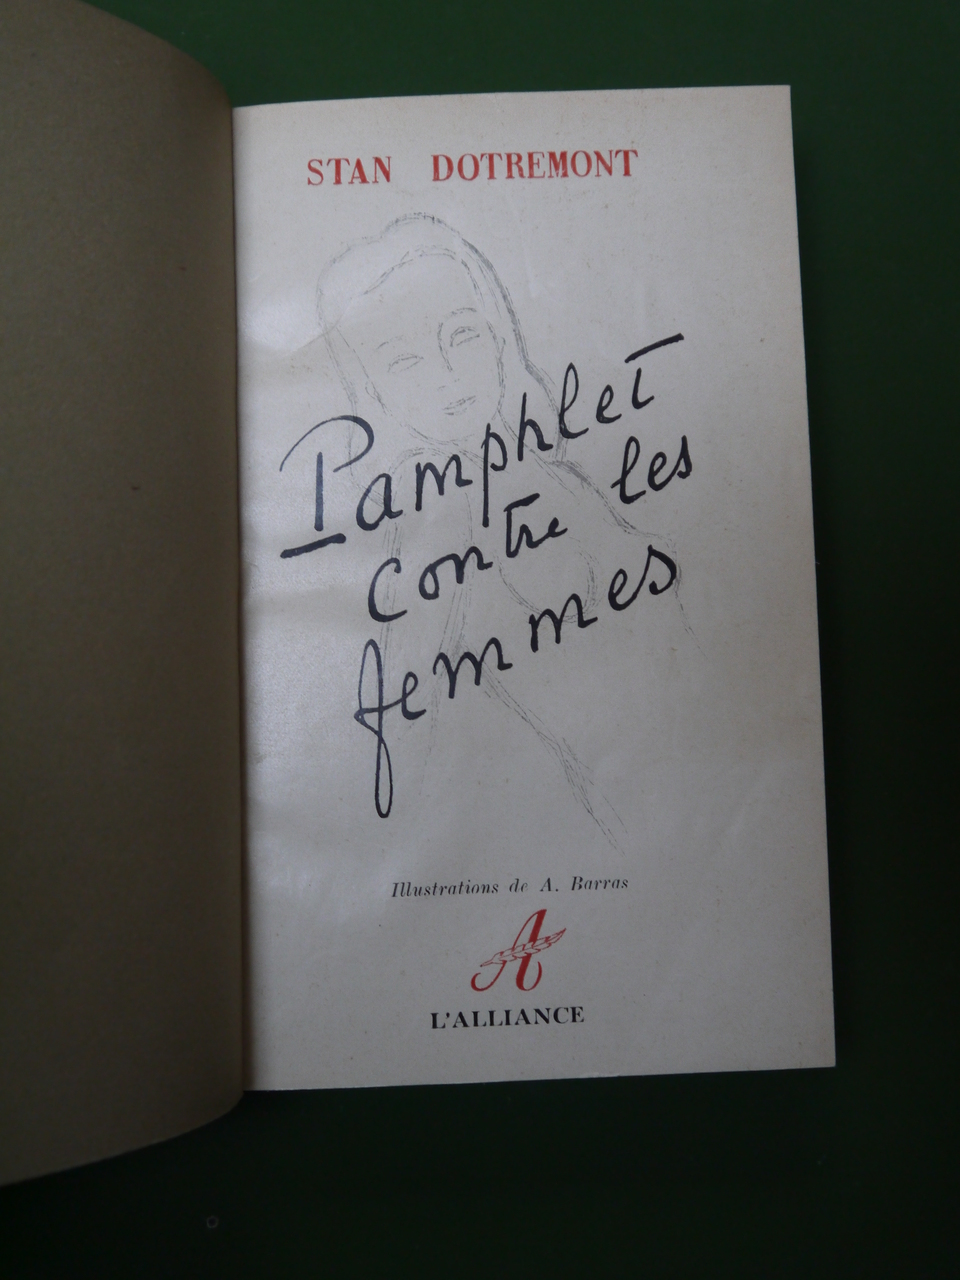 STAN DOTREMONT
Pamphlet
contre les
femmes
Illustrations de A. Barras
A
L'ALLIANCE